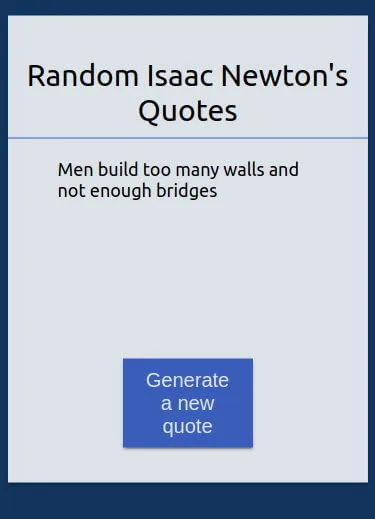 Random Isaac Newton's
Quotes
Men build too many walls and
not enough bridges
Generate
a new
quote